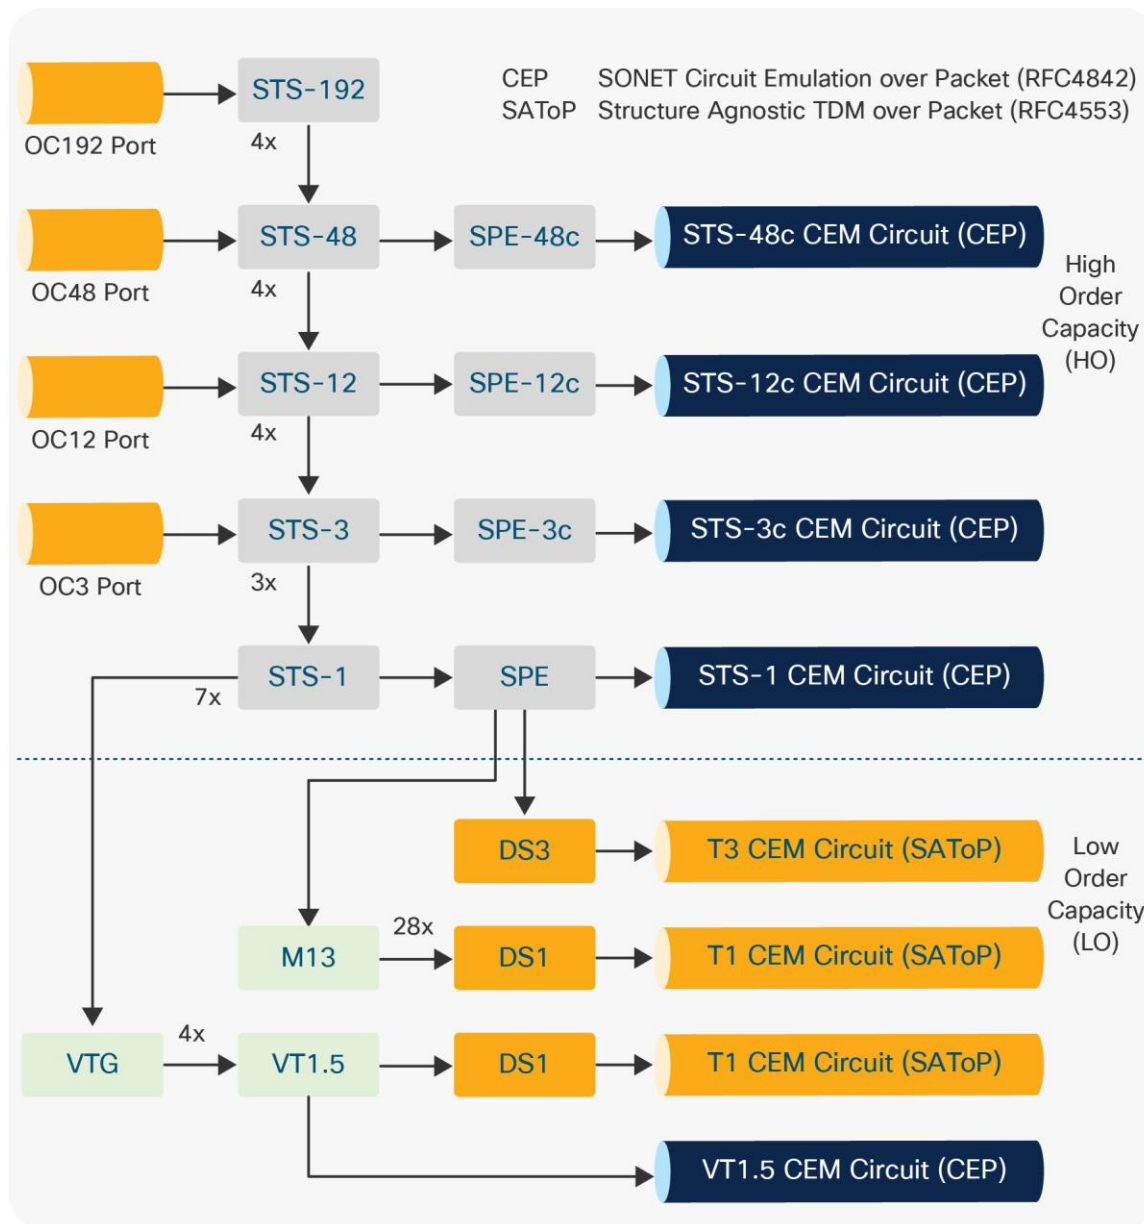 STS-192
CEP SONET Circuit Emulation over Packet (RFC4842)
SAToP Structure Agnostic TDM over Packet (RFC4553)
OC192 Port
4x
STS-48
SPE-48c
STS-48c CEM Circuit (CEP)
OC48 Port
4x
High
Order
Capacity
(HO)
STS-12
SPE-12c
STS-12c CEM Circuit (CEP)
OC12 Port
4x
STS-3
SPE-3c
STS-3c CEM Circuit (CEP)
OC3 Port
3x
STS-1
SPE
STS-1 CEM Circuit (CEP)
7x
DS3
T3 CEM Circuit (SAToP)
Low
Order
Capacity
(LO)
M13
28x
DS1
T1 CEM Circuit (SAToP)
VTG
4x
VT1.5
DS1
T1 CEM Circuit (SAToP)
VT1.5 CEM Circuit (CEP)